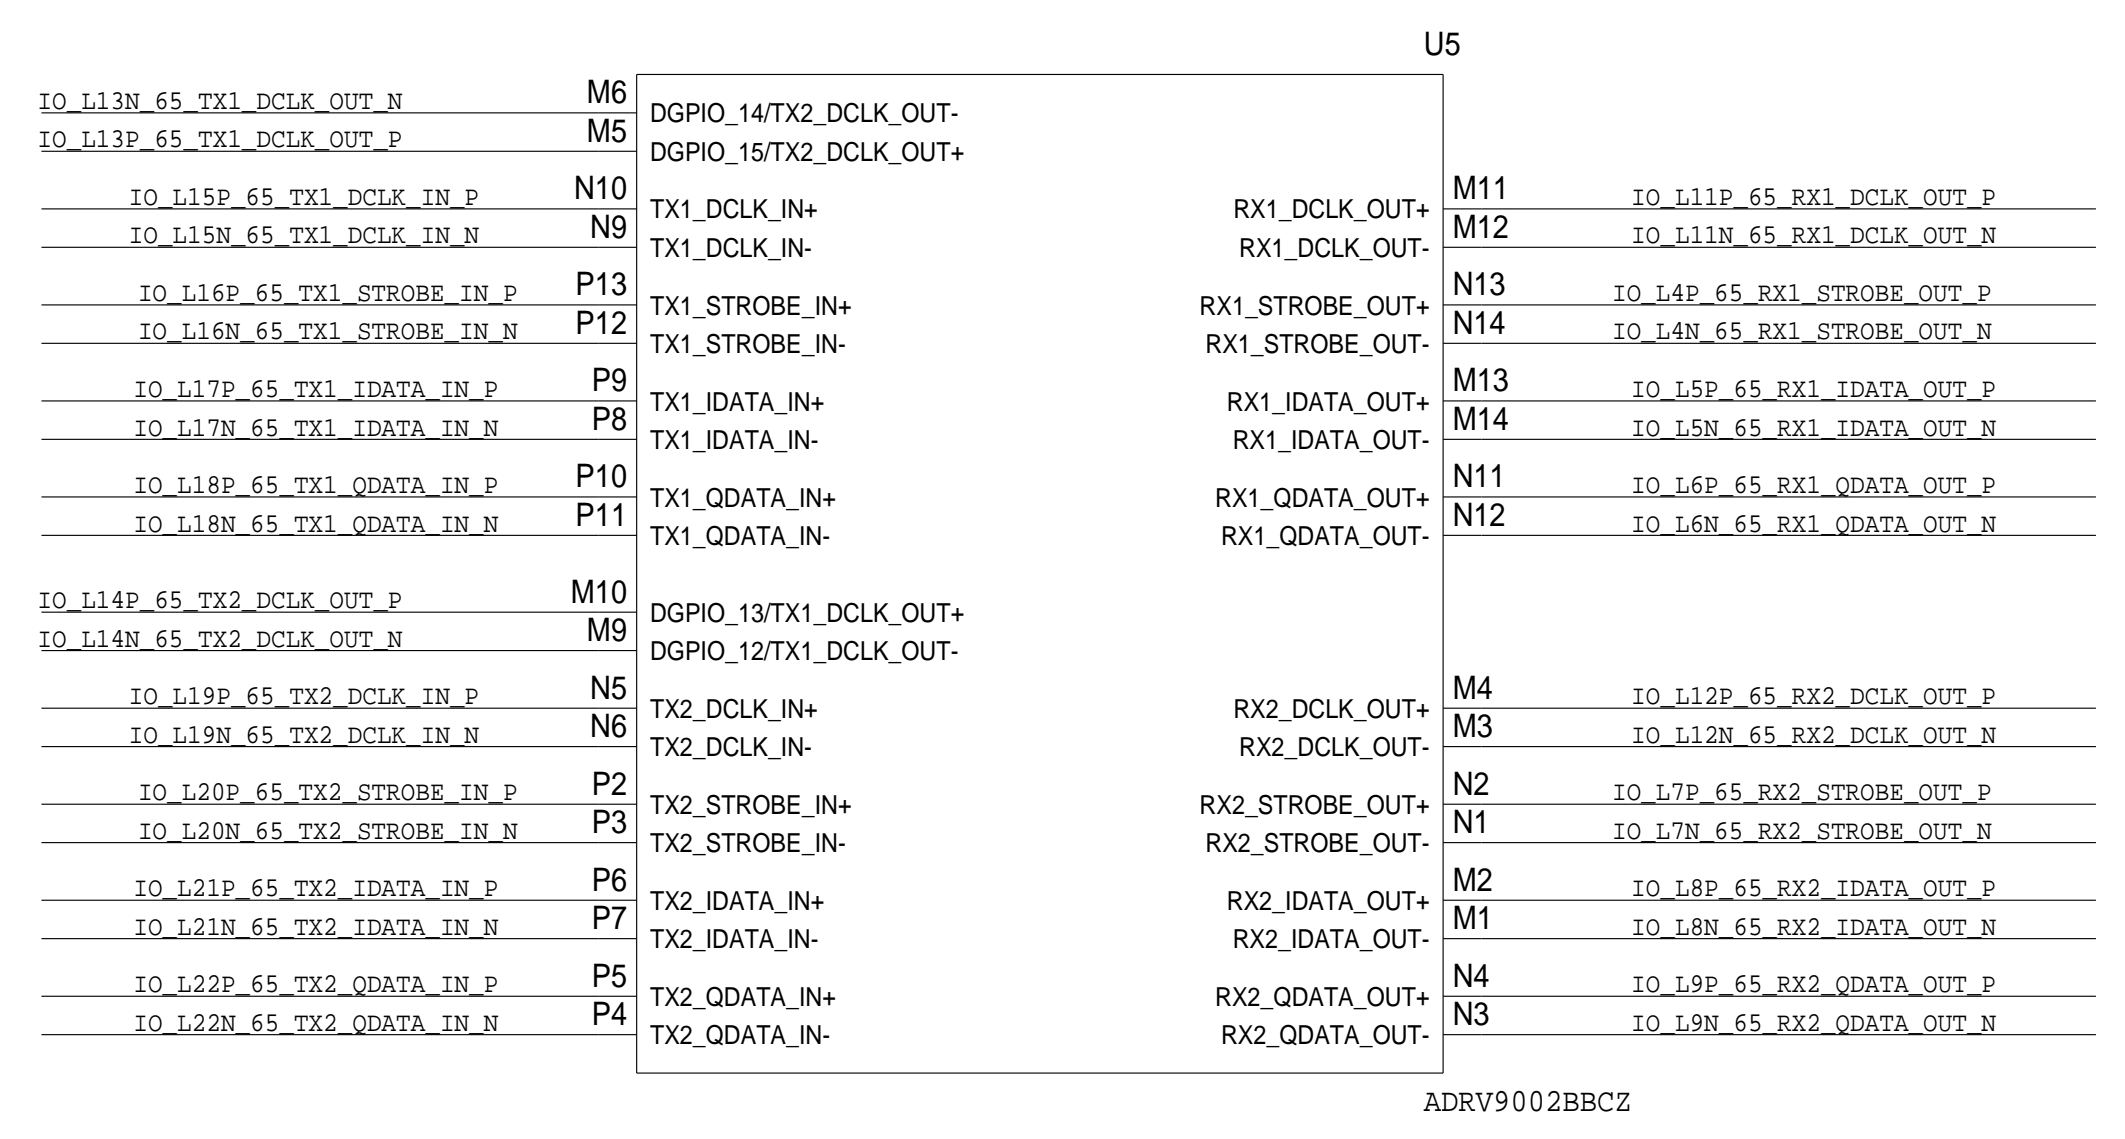 U5
IO_L13N_65_TX1_DCLK_OUT_N M6 DGPIO_14/TX2_DCLK_OUT-
IO_L13P_65_TX1_DCLK_OUT_P M5 DGPIO_15/TX2_DCLK_OUT+
IO_L15P_65_TX1_DCLK_IN_P N10 TX1_DCLK_IN+ RX1_DCLK_OUT+ M11 IO_L11P_65_RX1_DCLK_OUT_P
IO_L15N_65_TX1_DCLK_IN_N N9 TX1_DCLK_IN- RX1_DCLK_OUT- M12 IO_L11N_65_RX1_DCLK_OUT_N
IO_L16P_65_TX1_STROBE_IN_P P13 TX1_STROBE_IN+ RX1_STROBE_OUT+ N13 IO_L4P_65_RX1_STROBE_OUT_P
IO_L16N_65_TX1_STROBE_IN_N P12 TX1_STROBE_IN- RX1_STROBE_OUT- N14 IO_L4N_65_RX1_STROBE_OUT_N
IO_L17P_65_TX1_IDATA_IN_P P9 TX1_IDATA_IN+ RX1_IDATA_OUT+ M13 IO_L5P_65_RX1_IDATA_OUT_P
IO_L17N_65_TX1_IDATA_IN_N P8 TX1_IDATA_IN- RX1_IDATA_OUT- M14 IO_L5N_65_RX1_IDATA_OUT_N
IO_L18P_65_TX1_QDATA_IN_P P10 TX1_QDATA_IN+ RX1_QDATA_OUT+ N11 IO_L6P_65_RX1_QDATA_OUT_P
IO_L18N_65_TX1_QDATA_IN_N P11 TX1_QDATA_IN- RX1_QDATA_OUT- N12 IO_L6N_65_RX1_QDATA_OUT_N
IO_L14P_65_TX2_DCLK_OUT_P M10 DGPIO_13/TX1_DCLK_OUT+
IO_L14N_65_TX2_DCLK_OUT_N M9 DGPIO_12/TX1_DCLK_OUT-
IO_L19P_65_TX2_DCLK_IN_P N5 TX2_DCLK_IN+ RX2_DCLK_OUT+ M4 IO_L12P_65_RX2_DCLK_OUT_P
IO_L19N_65_TX2_DCLK_IN_N N6 TX2_DCLK_IN- RX2_DCLK_OUT- M3 IO_L12N_65_RX2_DCLK_OUT_N
IO_L20P_65_TX2_STROBE_IN_P P2 TX2_STROBE_IN+ RX2_STROBE_OUT+ N2 IO_L7P_65_RX2_STROBE_OUT_P
IO_L20N_65_TX2_STROBE_IN_N P3 TX2_STROBE_IN- RX2_STROBE_OUT- N1 IO_L7N_65_RX2_STROBE_OUT_N
IO_L21P_65_TX2_IDATA_IN_P P6 TX2_IDATA_IN+ RX2_IDATA_OUT+ M2 IO_L8P_65_RX2_IDATA_OUT_P
IO_L21N_65_TX2_IDATA_IN_N P7 TX2_IDATA_IN- RX2_IDATA_OUT- M1 IO_L8N_65_RX2_IDATA_OUT_N
IO_L22P_65_TX2_QDATA_IN_P P5 TX2_QDATA_IN+ RX2_QDATA_OUT+ N4 IO_L9P_65_RX2_QDATA_OUT_P
IO_L22N_65_TX2_QDATA_IN_N P4 TX2_QDATA_IN- RX2_QDATA_OUT- N3 IO_L9N_65_RX2_QDATA_OUT_N
ADRV9002BBCZ